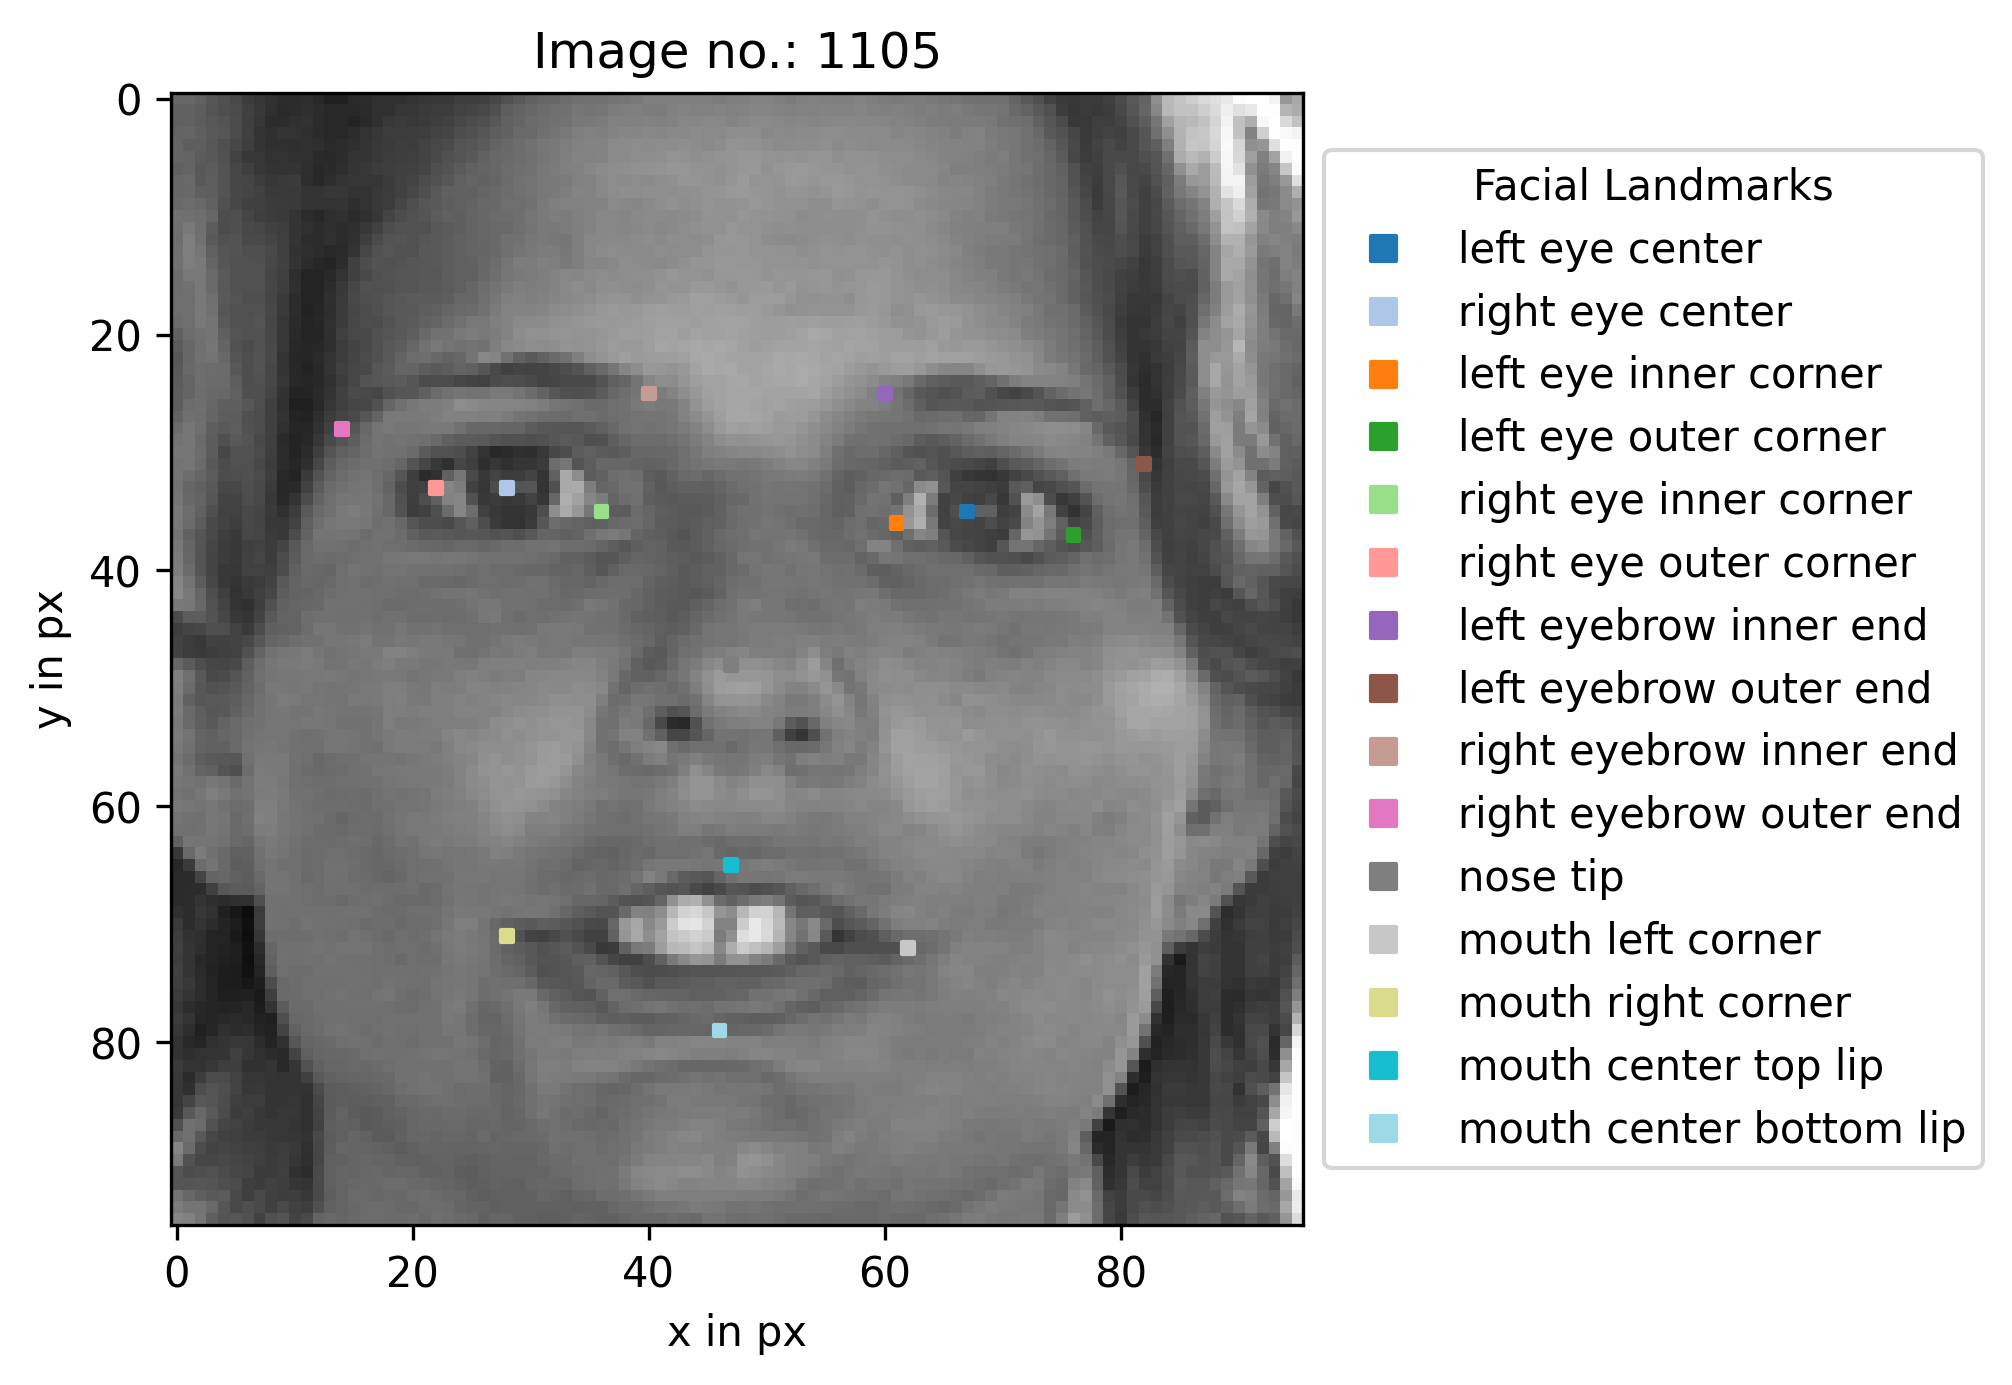 Image no.: 1105
0
20
40
60
80
y in px
0 20 40 60 80
x in px
Facial Landmarks
left eye center
right eye center
left eye inner corner
left eye outer corner
right eye inner corner
right eye outer corner
left eyebrow inner end
left eyebrow outer end
right eyebrow inner end
right eyebrow outer end
nose tip
mouth left corner
mouth right corner
mouth center top lip
mouth center bottom lip